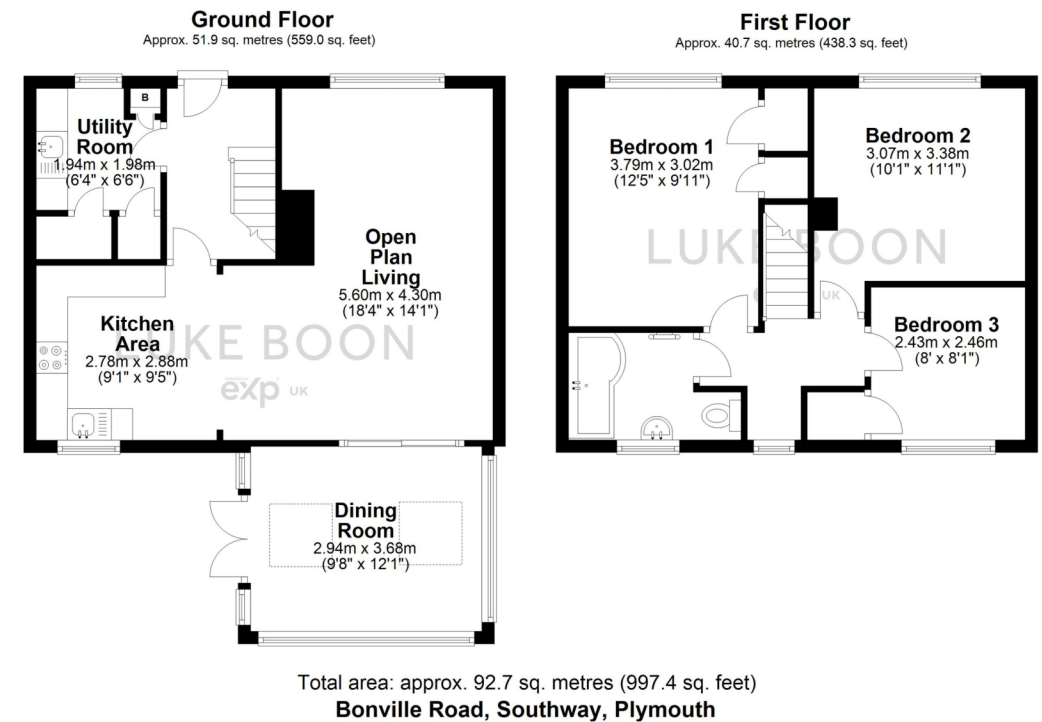 Ground Floor
Approx. 51.9 sq. metres (559.0 sq. feet)
B
Utility
Room
1.94m x 1.98m
(6'4" x 6'6")
Open
Plan
Living
5.60m x 4.30m
(18'4" x 14'1")
Kitchen
Area
2.78m x 2.88m
(9'1" x 9'5")
LUKE BOON
exp UK
Dining
Room
2.94m x 3.68m
(9'8" x 12'1")
First Floor
Approx. 40.7 sq. metres (438.3 sq. feet)
Bedroom 1
3.79m x 3.02m
(12'5" x 9'11")
Bedroom 2
3.07m x 3.38m
(10'1" x 11'1")
LUKE BOON
UK
Bedroom 3
2.43m x 2.46m
(8' x 8'1")
Total area: approx. 92.7 sq. metres (997.4 sq. feet)
Bonville Road, Southway, Plymouth